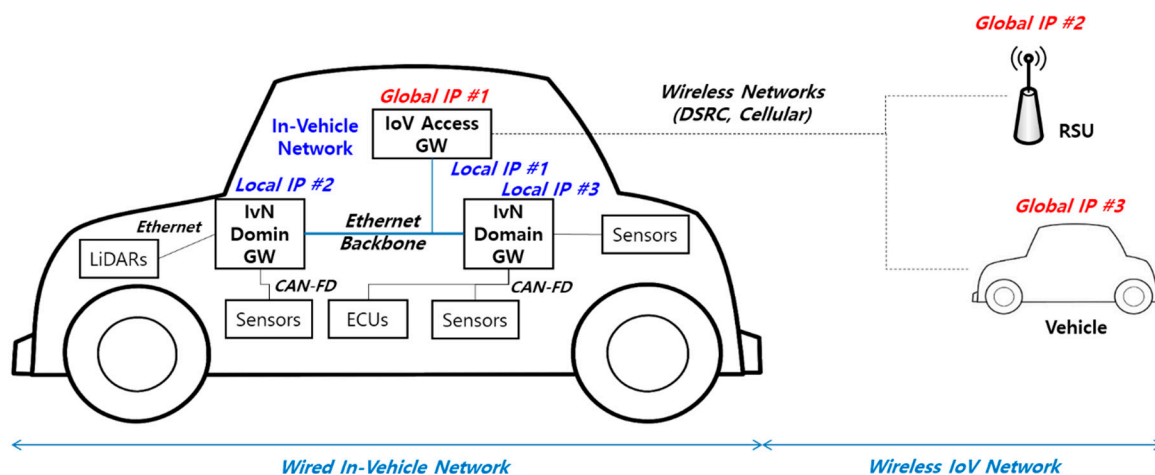 Global IP #2
Global IP #1
Wireless Networks
(DSRC, Cellular)
IoV Access
GW
In-Vehicle
Network
RSU
Local IP #1
Local IP #2
Local IP #3
Global IP #3
Ethernet
IvN
Domin
GW
Ethernet
Backbone
IvN
Domain
GW
Sensors
LiDARs
CAN-FD
CAN-FD
Sensors
ECUs
Sensors
Vehicle
Wired In-Vehicle Network
Wireless IoV Network